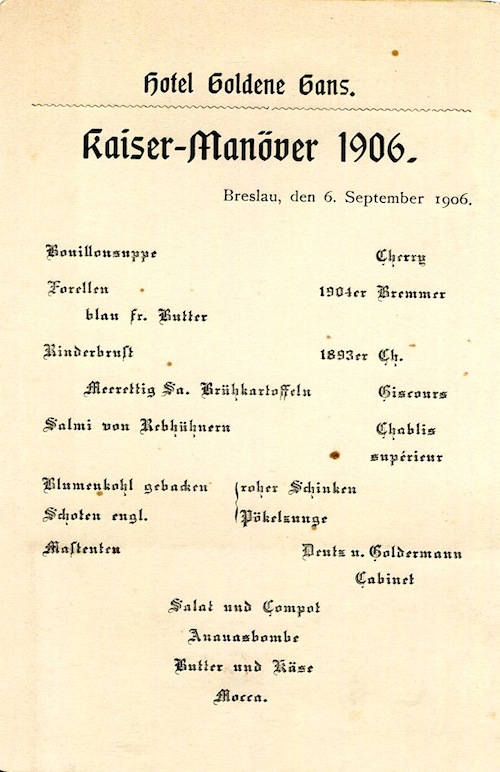 Hotel Goldene Gans.
Kaiser-Manöver 1906.
Breslau, den 6. September 1906.
Bouillonsuppe Cherry
Forellen 1904er Bremmer
blau fr. Butter
Rinderbrust 1893er Ch.
Meerettig Sa. Brühkartoffeln Giscours
Salmi von Rebhühnern Chablis
supérieur
Blumenkohl gebacken roher Schinken
Schoten engl. Pökelzunge
Mastenten Deutz u. Goldermann
Cabinet
Salat und Compot
Ananasbombe
Butter und Käse
Mocca.